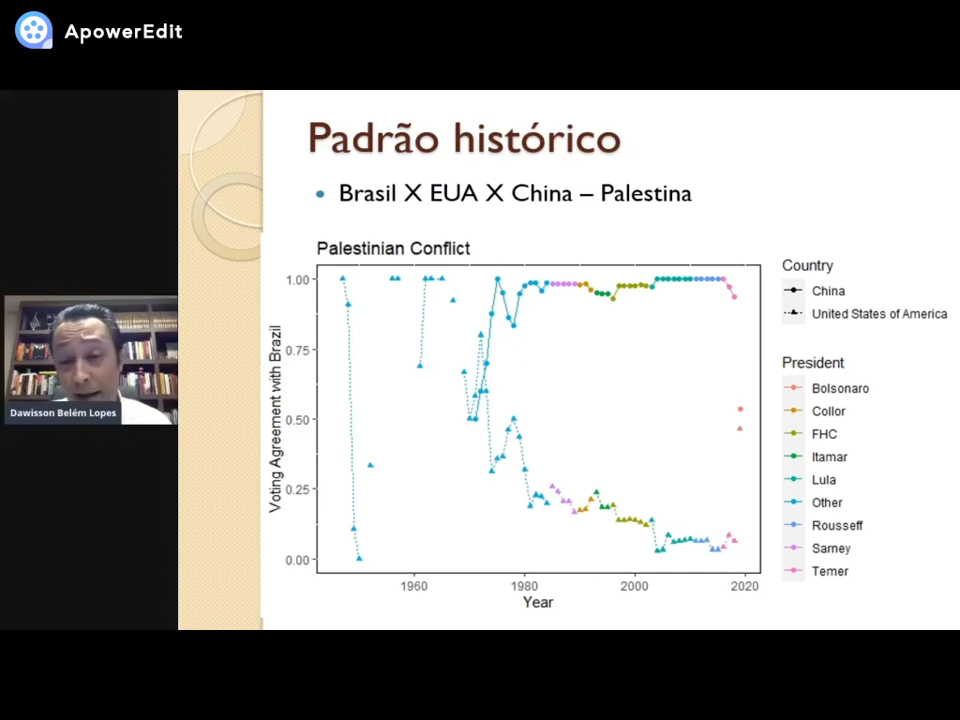 ApowerEdit
Padrão histórico
Brasil X EUA X China – Palestina
Palestinian Conflict
Voting Agreement with Brazil
1.00
0.75
0.50
0.25
0.00
1960
1980
2000
2020
Year
Country
China
United States of America
President
Bolsonaro
Collor
FHC
Itamar
Lula
Other
Rousseff
Sarney
Temer
Dawisson Belém Lopes